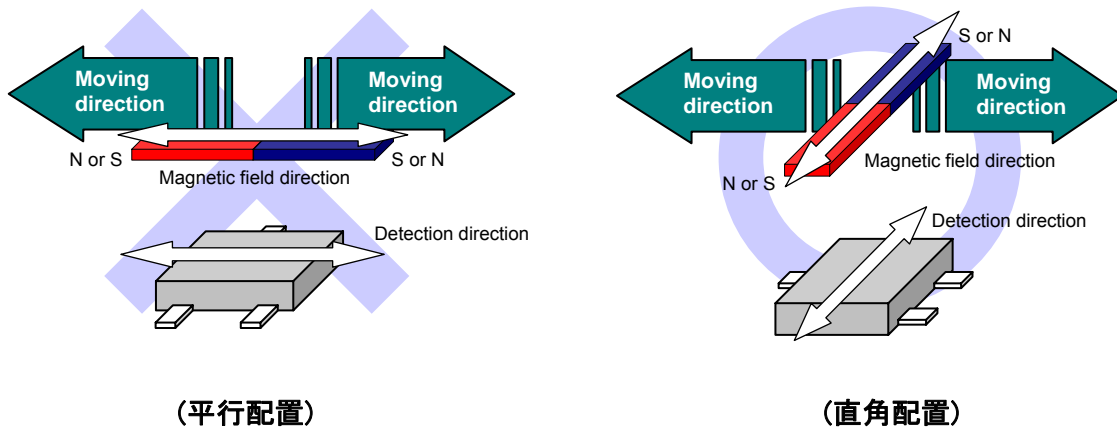 Moving
direction
Moving
direction
N or S
S or N
Magnetic field direction
Detection direction
(平行配置)
S or N
Moving
direction
Moving
direction
Magnetic field direction
N or S
Detection direction
(直角配置)